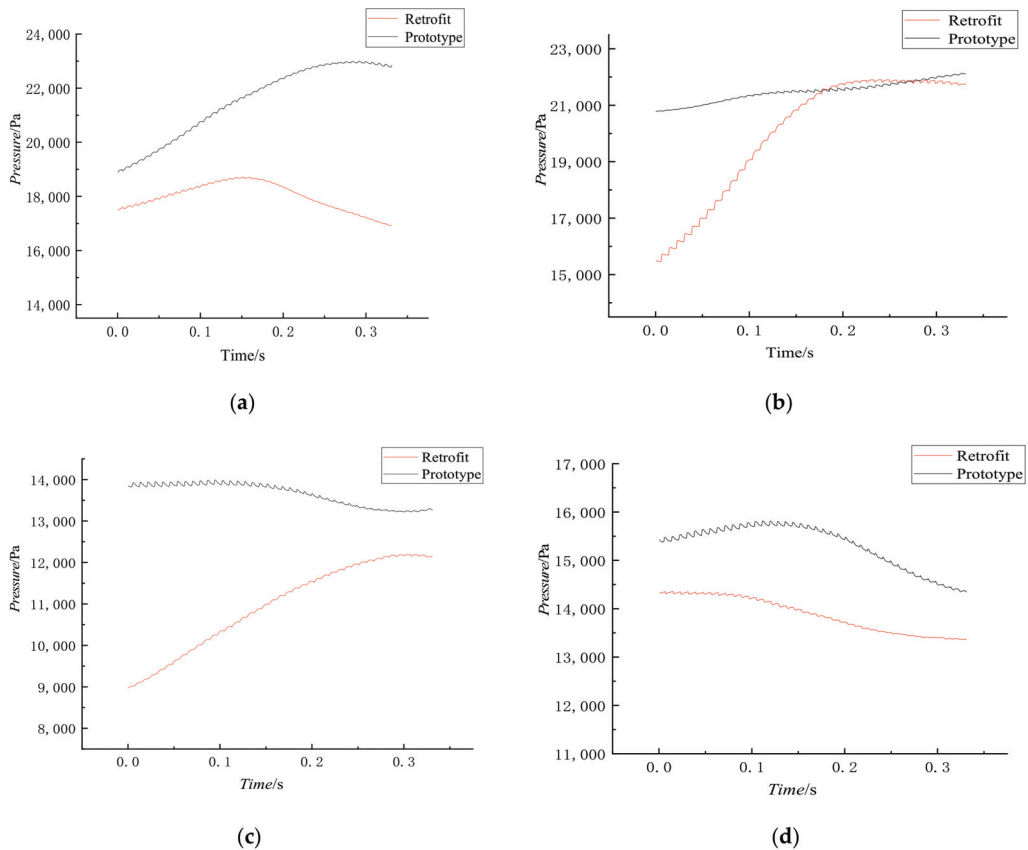 Retrofit
Prototype
24, 000
22, 000
20, 000
18, 000
16, 000
14, 000
Pressure/Pa
0. 0
0. 1
0. 2
0. 3
Time/s
(a)
Retrofit
Prototype
23, 000
21, 000
19, 000
17, 000
15, 000
Pressure/Pa
0. 0
0. 1
0. 2
0. 3
Time/s
(b)
Retrofit
Prototype
14, 000
13, 000
12, 000
11, 000
10, 000
9, 000
8, 000
Pressure/Pa
0. 0
0. 1
0. 2
0. 3
Time/s
(c)
Retrofit
Prototype
17, 000
16, 000
15, 000
14, 000
13, 000
12, 000
11, 000
Pressure/Pa
0. 0
0. 1
0. 2
0. 3
Time/s
(d)